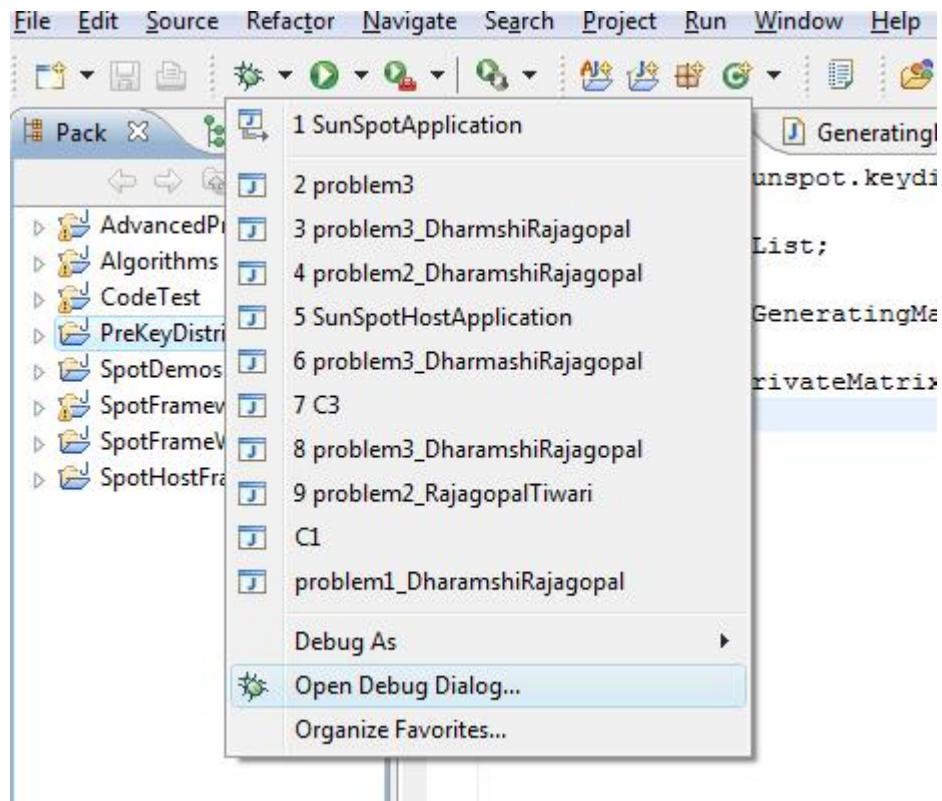 File Edit Source Refactor Navigate Search Project Run Window Help
Pack
Generating
1 SunSpotApplication
2 problem3
3 problem3_DharmshiRajagopal
4 problem2_DharamshiRajagopal
5 SunSpotHostApplication
6 problem3_DharmashiRajagopal
7 C3
8 problem3_DharamshiRajagopal
9 problem2_RajagopalTiwari
C1
problem1_DharamshiRajagopal
Debug As
Open Debug Dialog...
Organize Favorites...
AdvancedPr
Algorithms
CodeTest
PreKeyDistri
SpotDemos
SpotFramew
SpotFrameW
SpotHostFra
unspot.keydi
List;
GeneratingMa
rivateMatrix